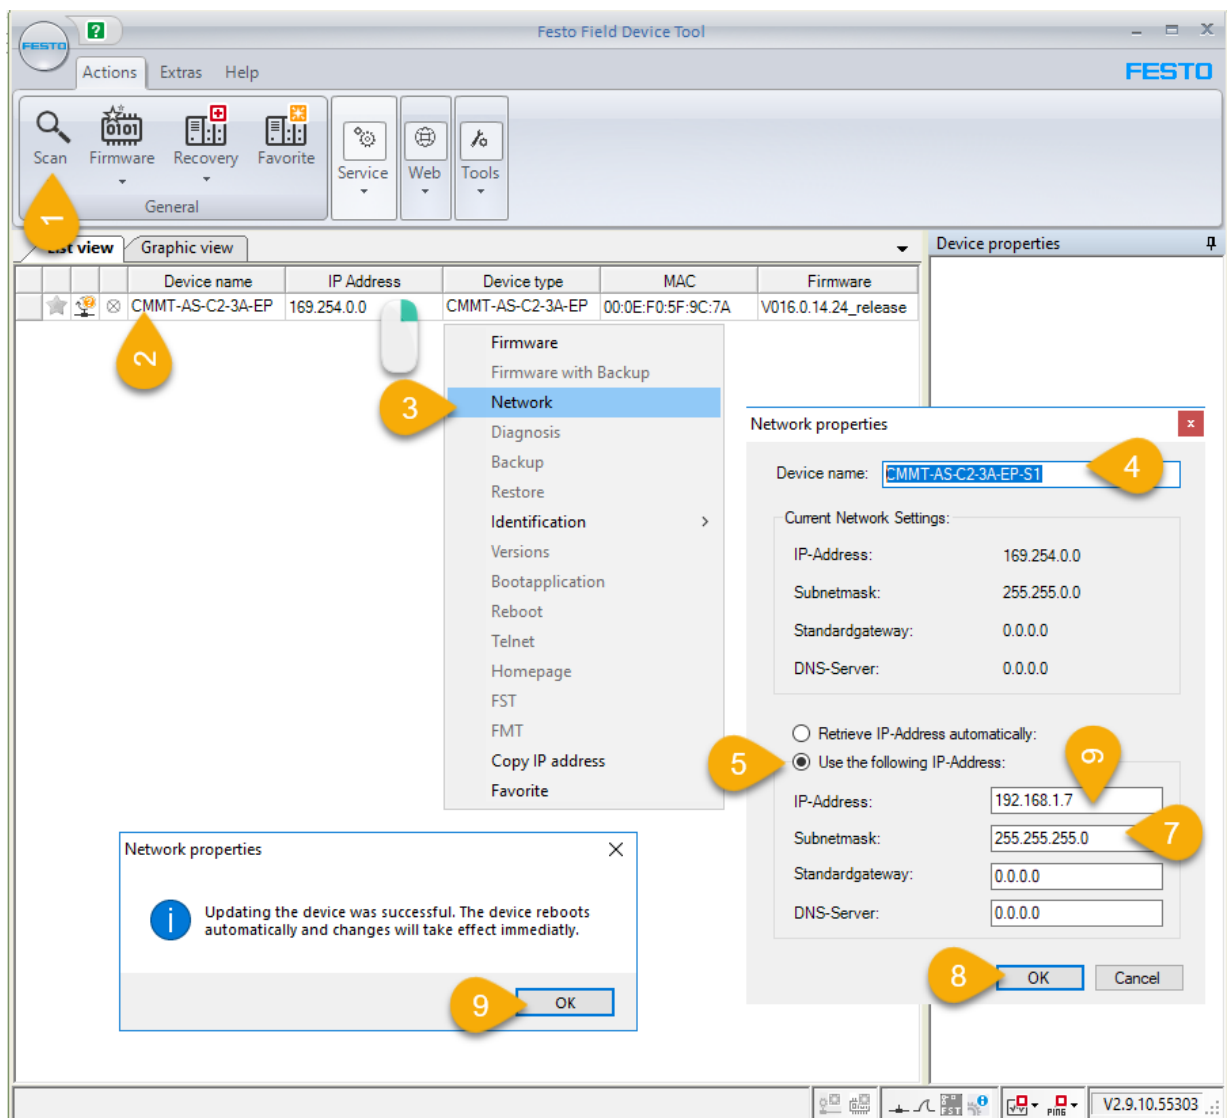 Festo Field Device Tool
FESTO
?
Actions Extras Help
FESTO
0101
Scan Firmware Recovery Favorite
Service Web Tools
General
1
List view Graphic view
Device properties
Device name IP Address Device type MAC Firmware
CMMT-AS-C2-3A-EP 169.254.0.0 CMMT-AS-C2-3A-EP 00:0E:F0:5F:9C:7A V016.0.14.24_release
2
Firmware
Firmware with Backup
3
Network
Diagnosis
Backup
Restore
Identification
Versions
Bootapplication
Reboot
Telnet
Homepage
FST
FMT
Copy IP address
Favorite
Network properties
x
Device name: CMMT-AS-C2-3A-EP-S1
4
Current Network Settings:
IP-Address: 169.254.0.0
Subnetmask: 255.255.0.0
Standardgateway: 0.0.0.0
DNS-Server: 0.0.0.0
Retrieve IP-Address automatically:
5
Use the following IP-Address:
6
IP-Address: 192.168.1.7
Subnetmask: 255.255.255.0
7
Standardgateway: 0.0.0.0
DNS-Server: 0.0.0.0
8
OK Cancel
Network properties
i
Updating the device was successful. The device reboots
automatically and changes will take effect immediatly.
9
OK
FST
PING
V2.9.10.55303